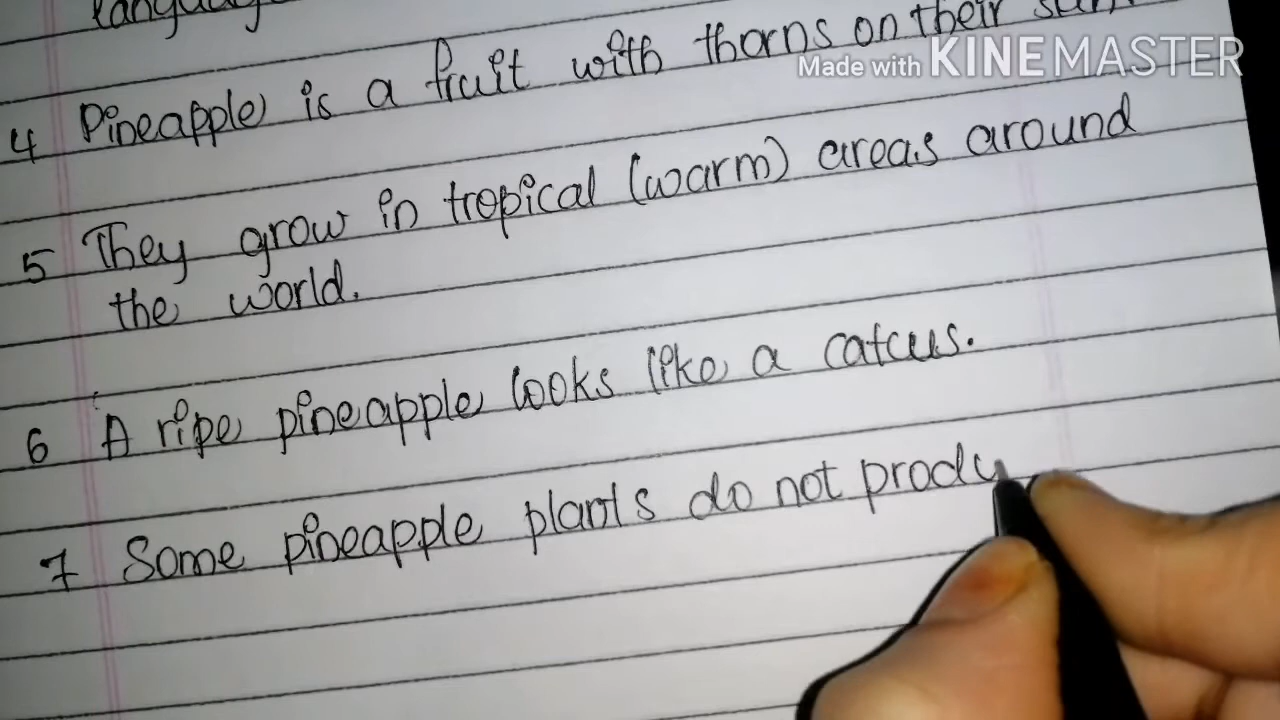 language
4 Pineapple is a fruit with thorns on their
Made with KINEMASTER
5 They grow in tropical (warm) areas around
the world.
6 A ripe pineapple looks like a catcus.
7 Some pineapple plants do not produ